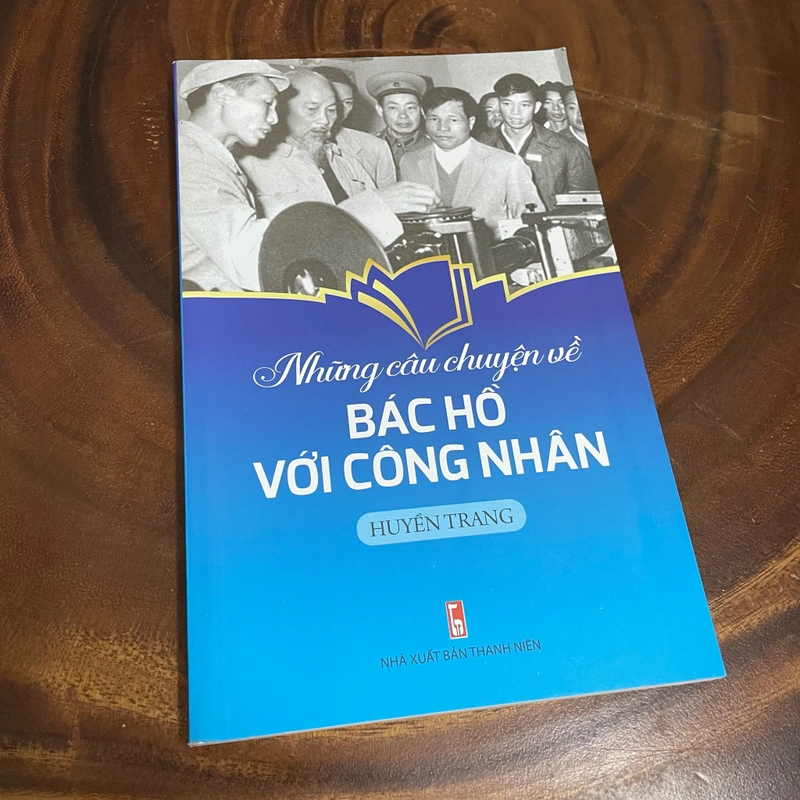 Những câu chuyện về
BÁC HỒ
VỚI CÔNG NHÂN
HUYỀN TRANG
NHÀ XUẤT BẢN THANH NIÊN